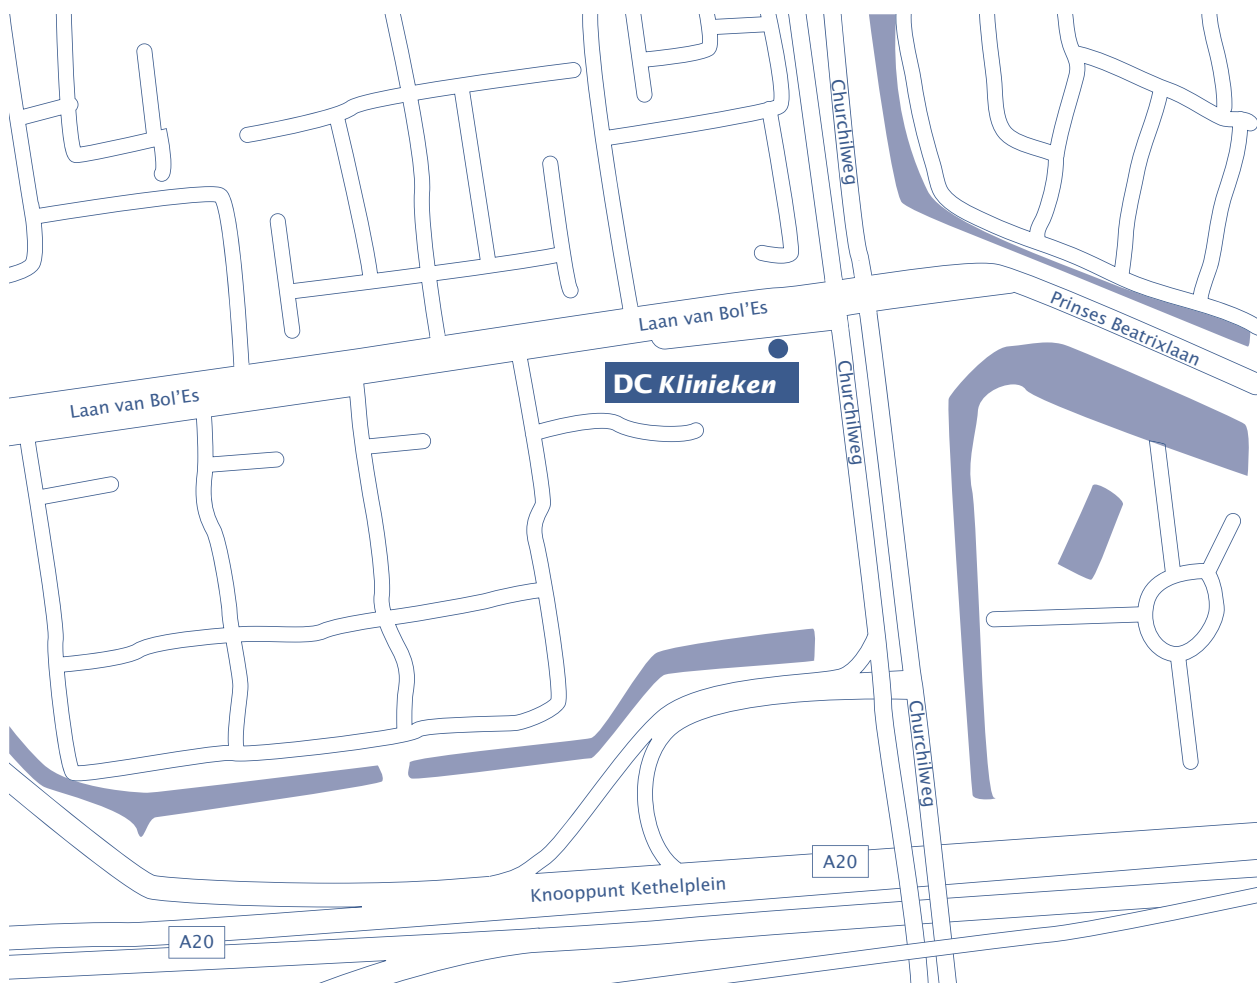 Churchilweg
Prinses Beatrixlaan
Laan van Bol'Es
DC Klinieken
Laan van Bol'Es
Churchilweg
Churchilweg
A20
Knooppunt Kethelplein
A20